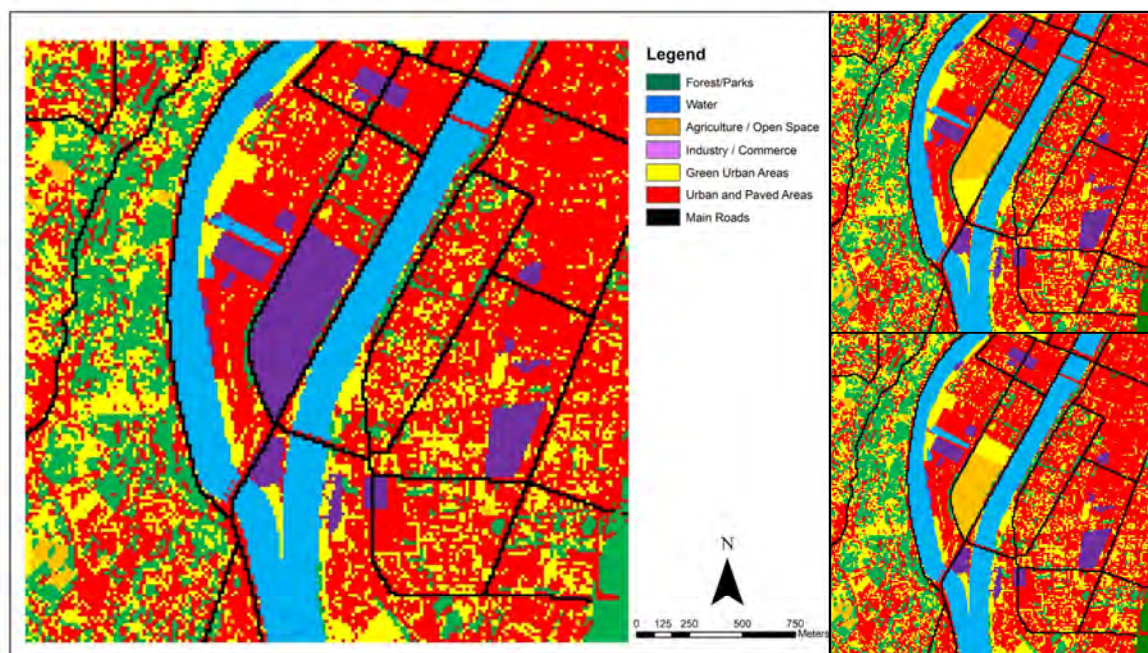 Legend
Forest/Parks
Water
Agriculture / Open Space
Industry / Commerce
Green Urban Areas
Urban and Paved Areas
Main Roads
N
0 125 250 500 750
Meters